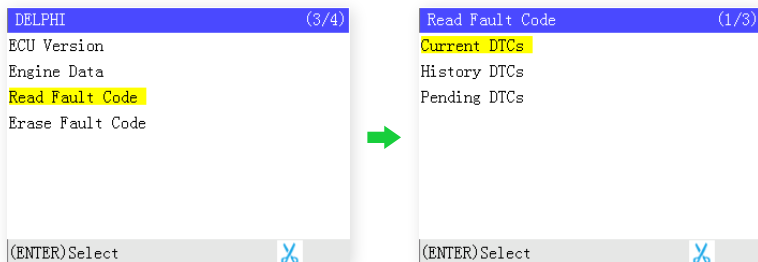 DELPHI (3/4)
ECU Version
Engine Data
Read Fault Code
Erase Fault Code
(ENTER)Select
Read Fault Code (1/3)
Current DTCs
History DTCs
Pending DTCs
(ENTER)Select